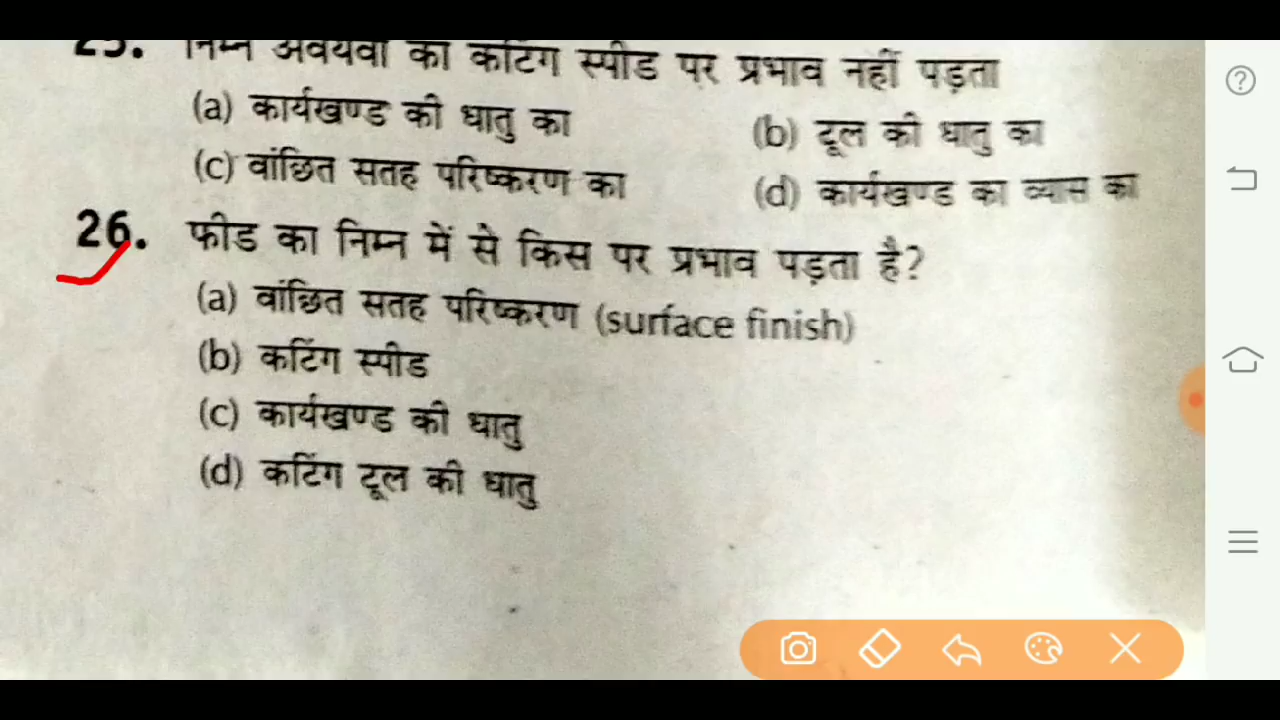 25. निम्न अवयवों का कटिंग स्पीड पर प्रभाव नहीं पड़ता
(a) कार्यखण्ड की धातु का (b) टूल की धातु का
(c) वांछित सतह परिष्करण का (d) कार्यखण्ड का व्यास का
26. फीड का निम्न में से किस पर प्रभाव पड़ता है?
(a) वांछित सतह परिष्करण (surface finish)
(b) कटिंग स्पीड
(c) कार्यखण्ड की धातु
(d) कटिंग टूल की धातु